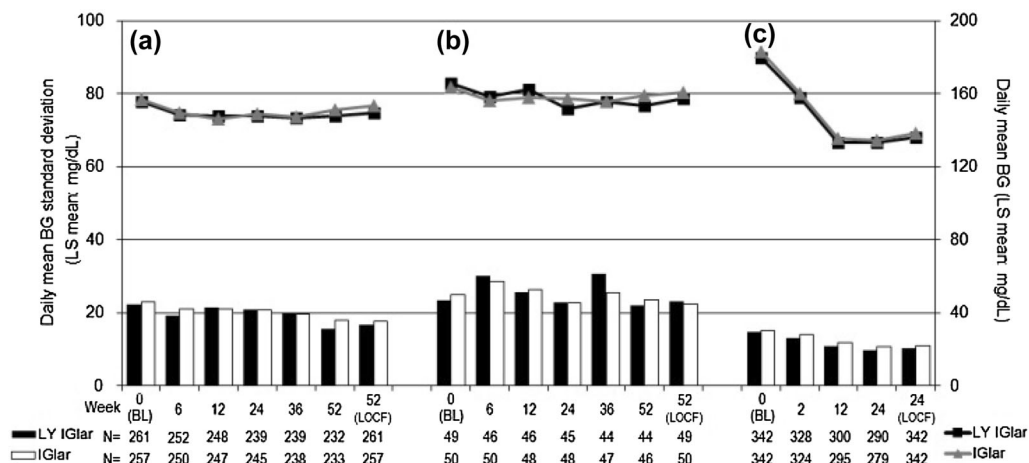 100
80
60
40
20
0
Daily mean BG standard deviation
(LS mean: mg/dL)
(a) (b) (c)
200
160
120
80
40
0
Daily mean BG (LS mean: mg/dL)
Week 0 (BL) 6 12 24 36 52 52 (LOCF) 0 (BL) 6 12 24 36 52 52 (LOCF) 0 (BL) 2 12 24 24 (LOCF)
LY IGlar N= 261 252 248 239 239 232 261 49 46 46 45 44 44 49 342 328 300 290 342 LY IGlar
IGlar N= 257 250 247 245 238 233 257 50 50 48 48 47 46 50 342 324 295 279 342 IGlar